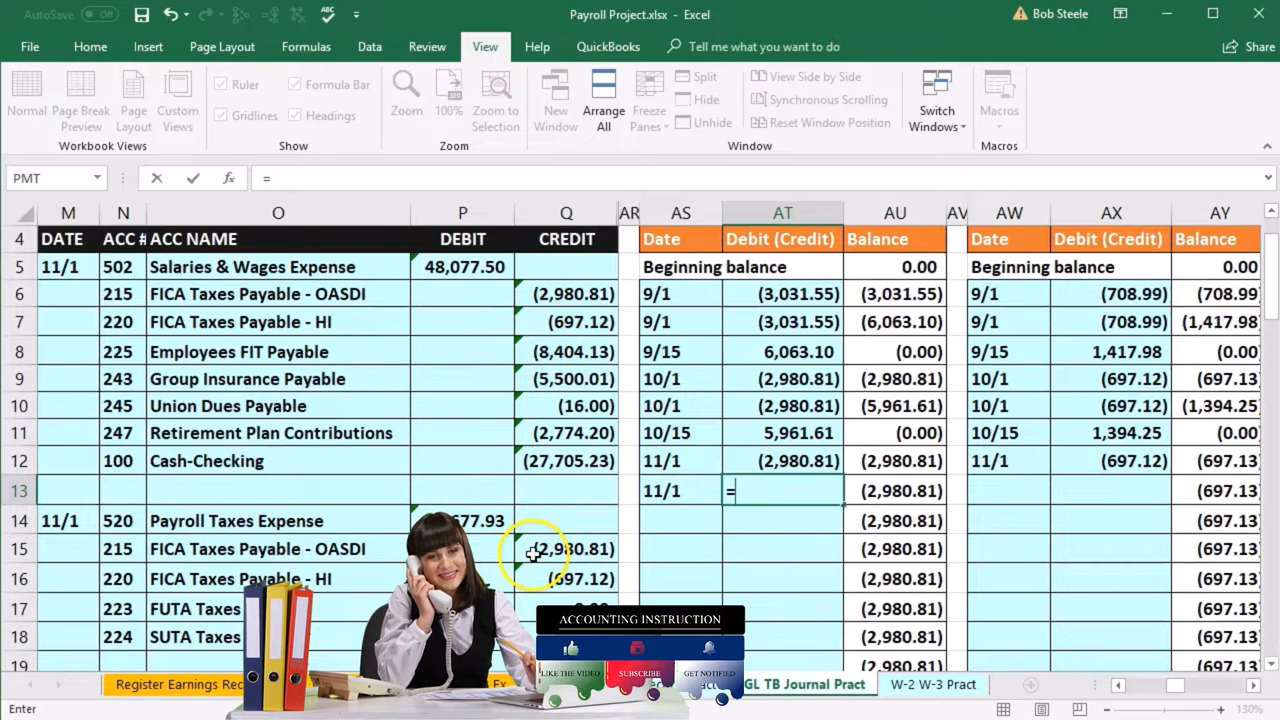 AutoSave Off Payroll Project.xlsx - Excel Bob Steele
File Home Insert Page Layout Formulas Data Review View Help QuickBooks Tell me what you want to do Share
Normal Page Break Preview Page Layout Custom Views
Ruler Formula Bar
Gridlines Headings
Zoom 100% Zoom to Selection
New Window Arrange All Freeze Panes
Split
Hide
Unhide
View Side by Side
Synchronous Scrolling
Reset Window Position
Switch Windows
Macros
Workbook Views Show Zoom Window Macros
PMT =
M N O P Q AR AS AT AU AV AW AX AY
4 DATE ACC # ACC NAME DEBIT CREDIT Date Debit (Credit) Balance Date Debit (Credit) Balance
5 11/1 502 Salaries & Wages Expense 48,077.50 Beginning balance 0.00 Beginning balance 0.00
6 215 FICA Taxes Payable - OASDI (2,980.81) 9/1 (3,031.55) (3,031.55) 9/1 (708.99) (708.99)
7 220 FICA Taxes Payable - HI (697.12) 9/1 (3,031.55) (6,063.10) 9/1 (708.99) (1,417.98)
8 225 Employees FIT Payable (8,404.13) 9/15 6,063.10 (0.00) 9/15 1,417.98 (0.00)
9 243 Group Insurance Payable (5,500.01) 10/1 (2,980.81) (2,980.81) 10/1 (697.12) (697.13)
10 245 Union Dues Payable (16.00) 10/1 (2,980.81) (5,961.61) 10/1 (697.12) (1,394.25)
11 247 Retirement Plan Contributions (2,774.20) 10/15 5,961.61 (0.00) 10/15 1,394.25 (0.00)
12 100 Cash-Checking (27,705.23) 11/1 (2,980.81) (2,980.81) 11/1 (697.12) (697.13)
13 11/1 = (2,980.81) (697.13)
14 11/1 520 Payroll Taxes Expense 677.93 (2,980.81) (697.13)
15 215 FICA Taxes Payable - OASDI (2,980.81) (2,980.81) (697.13)
16 220 FICA Taxes Payable - HI (697.12) (2,980.81) (697.13)
17 223 FUTA Taxes (2,980.81) (697.13)
18 224 SUTA Taxes (2,980.81) (697.13)
19 (2,980.81) (697.13)
ACCOUNTING INSTRUCTION
LIKE THE VIDEO SUBSCRIBE GET NOTIFIED
Register Earnings Rec Ex GL TB Journal Pract W-2 W-3 Pract
Enter 130%